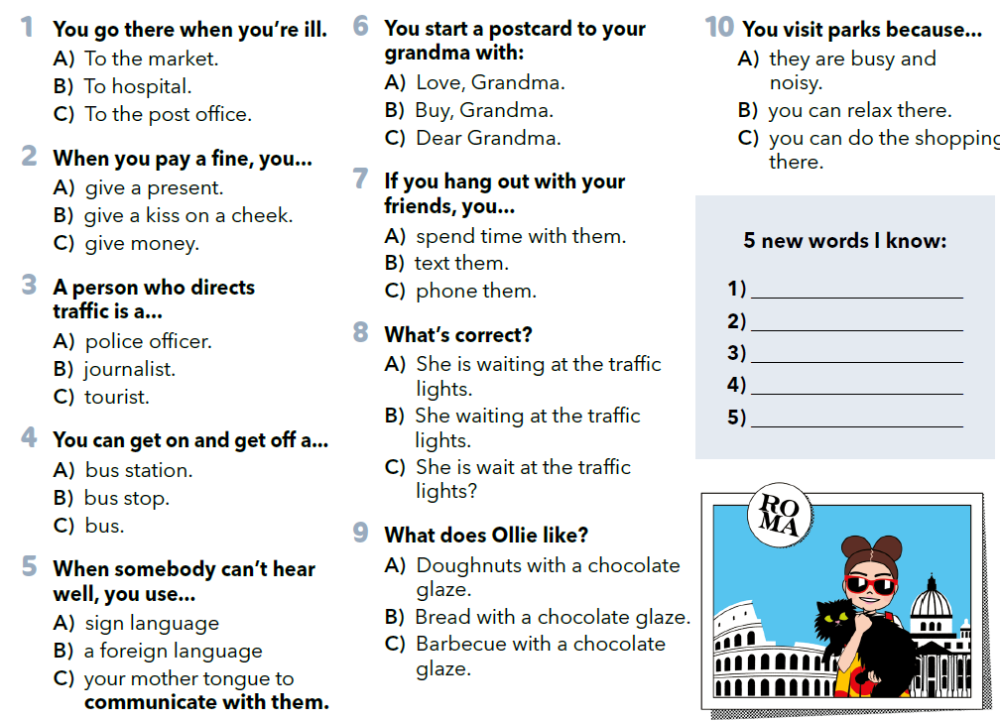 1 You go there when you're ill.
A) To the market.
B) To hospital.
C) To the post office.
2 When you pay a fine, you...
A) give a present.
B) give a kiss on a cheek.
C) give money.
3 A person who directs
traffic is a...
A) police officer.
B) journalist.
C) tourist.
4 You can get on and get off a...
A) bus station.
B) bus stop.
C) bus.
5 When somebody can't hear
well, you use...
A) sign language
B) a foreign language
C) your mother tongue to
communicate with them.
6 You start a postcard to your
grandma with:
A) Love, Grandma.
B) Buy, Grandma.
C) Dear Grandma.
7 If you hang out with your
friends, you...
A) spend time with them.
B) text them.
C) phone them.
8 What's correct?
A) She is waiting at the traffic
lights.
B) She waiting at the traffic
lights.
C) She is wait at the traffic
lights?
9 What does Ollie like?
A) Doughnuts with a chocolate
glaze.
B) Bread with a chocolate glaze.
C) Barbecue with a chocolate
glaze.
10 You visit parks because...
A) they are busy and
noisy.
B) you can relax there.
C) you can do the shopping
there.
5 new words I know:
1)
2)
3)
4)
5)
RO
MA